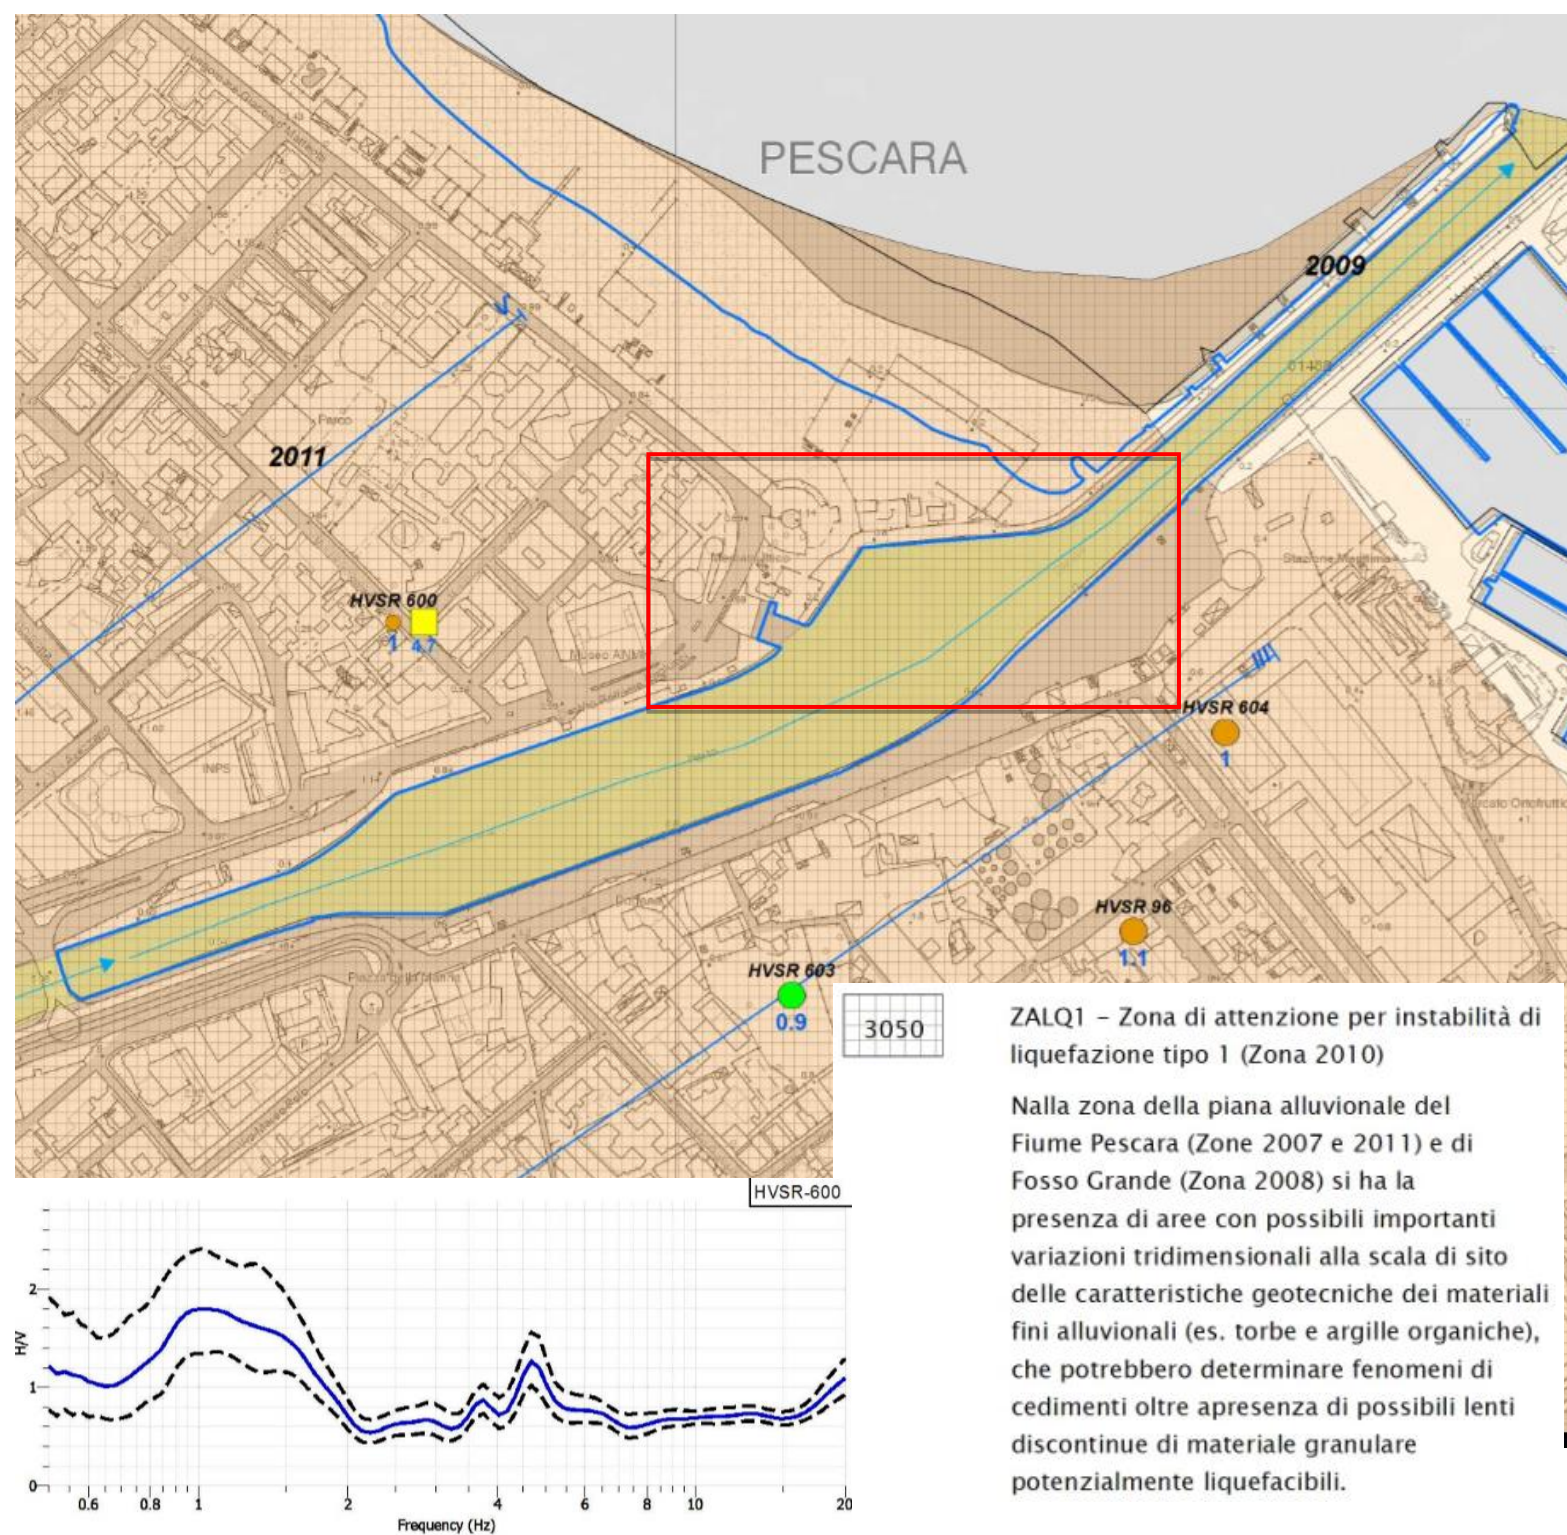 PESCARA
2009
01482
Parco
2011
HVSR 600
1 4.7
Stazione Marittima
INPS
HVSR 604
1
HVSR 96
1.1
HVSR 603
0.9
3050
ZALQ1 – Zona di attenzione per instabilità di
liquefazione tipo 1 (Zona 2010)
Nalla zona della piana alluvionale del
Fiume Pescara (Zone 2007 e 2011) e di
Fosso Grande (Zona 2008) si ha la
presenza di aree con possibili importanti
variazioni tridimensionali alla scala di sito
delle caratteristiche geotecniche dei materiali
fini alluvionali (es. torbe e argille organiche),
che potrebbero determinare fenomeni di
cedimenti oltre apresenza di possibili lenti
discontinue di materiale granulare
potenzialmente liquefacibili.
HVSR-600
H/V
2
1
0
0.6 0.8 1 2 4 6 8 10 20
Frequency (Hz)